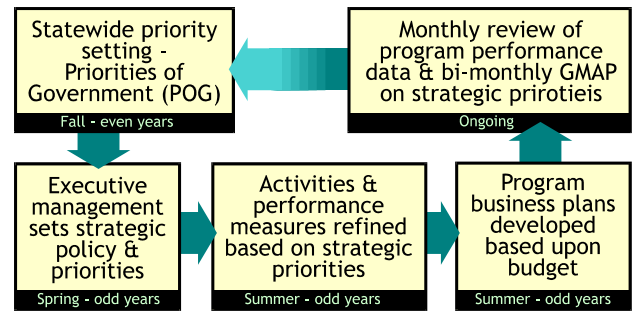 Statewide priority
setting -
Priorities of
Government (POG)
Fall - even years
Monthly review of
program performance
data & bi-monthly GMAP
on strategic prirotieis
Ongoing
Executive
management
sets strategic
policy &
priorities
Spring - odd years
Activities &
performance
measures refined
based on strategic
priorities
Summer - odd years
Program
business plans
developed
based upon
budget
Summer - odd years